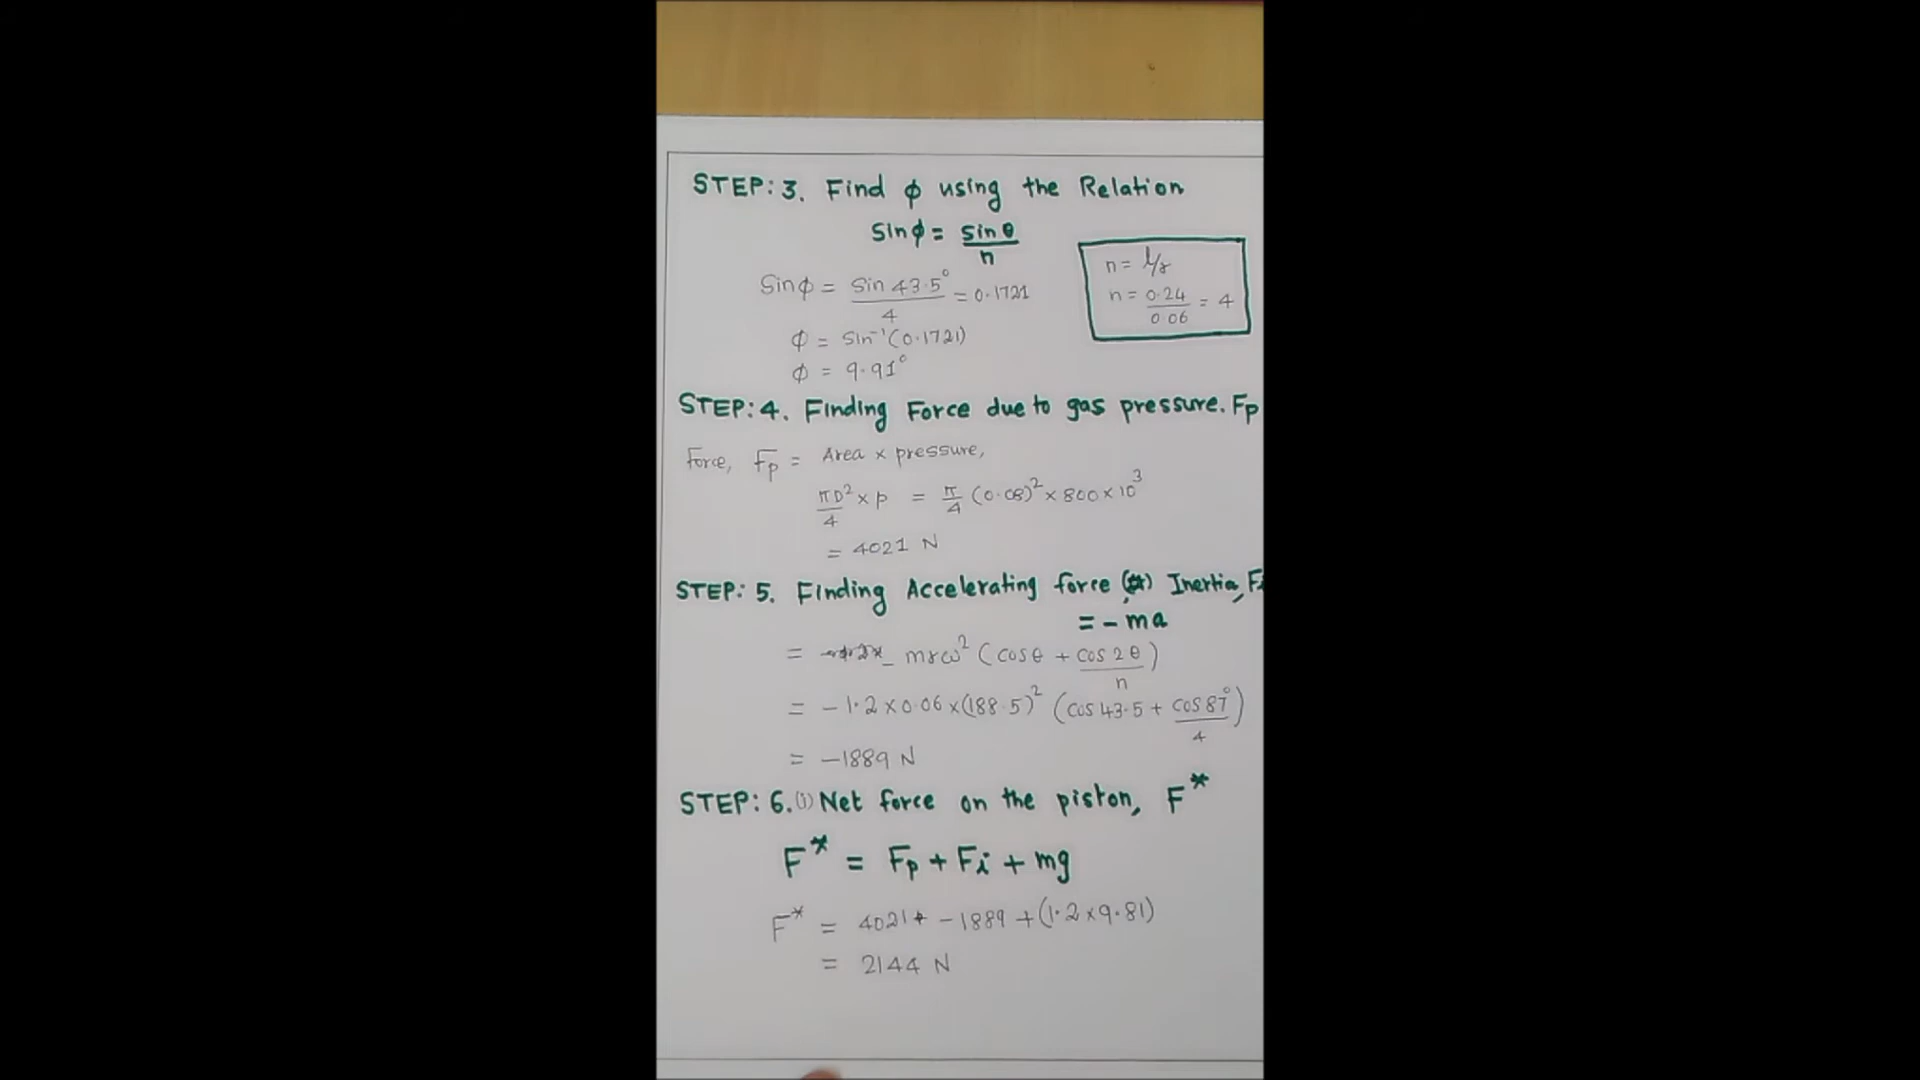 STEP: 3. Find ϕ using the Relation
Sinϕ = sin θ / n
n = l/r
n = 0.24 / 0.06 = 4
Sinϕ = Sin 43.5° / 4 = 0.1721
ϕ = Sin⁻¹(0.1721)
ϕ = 9.91°
STEP: 4. Finding Force due to gas pressure. Fp
Force, Fp = Area × pressure,
πD²/4 × p = π/4 (0.08)² × 800 × 10³
= 4021 N
STEP: 5. Finding Accelerating force Inertia, Fi
= - ma
= - mrω² (cosθ + cos 2θ / n)
= - 1.2 × 0.06 × (188.5)² (cos 43.5 + cos 87° / 4)
= -1889 N
STEP: 6. (i) Net force on the piston, F*
F* = Fp + Fi + mg
F* = 4021 - 1889 + (1.2 × 9.81)
= 2144 N